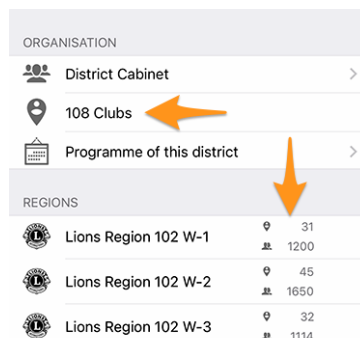 ORGANISATION
District Cabinet
108 Clubs
Programme of this district
REGIONS
Lions Region 102 W-1 31
1200
Lions Region 102 W-2 45
1650
Lions Region 102 W-3 32
1114